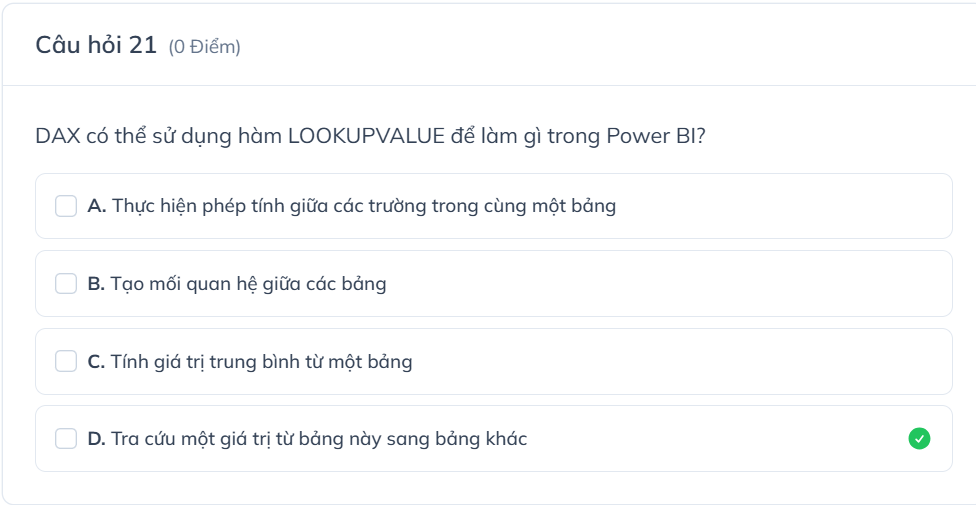 Câu hỏi 21 (0 Điểm)
DAX có thể sử dụng hàm LOOKUPVALUE để làm gì trong Power BI?
A. Thực hiện phép tính giữa các trường trong cùng một bảng
B. Tạo mối quan hệ giữa các bảng
C. Tính giá trị trung bình từ một bảng
D. Tra cứu một giá trị từ bảng này sang bảng khác